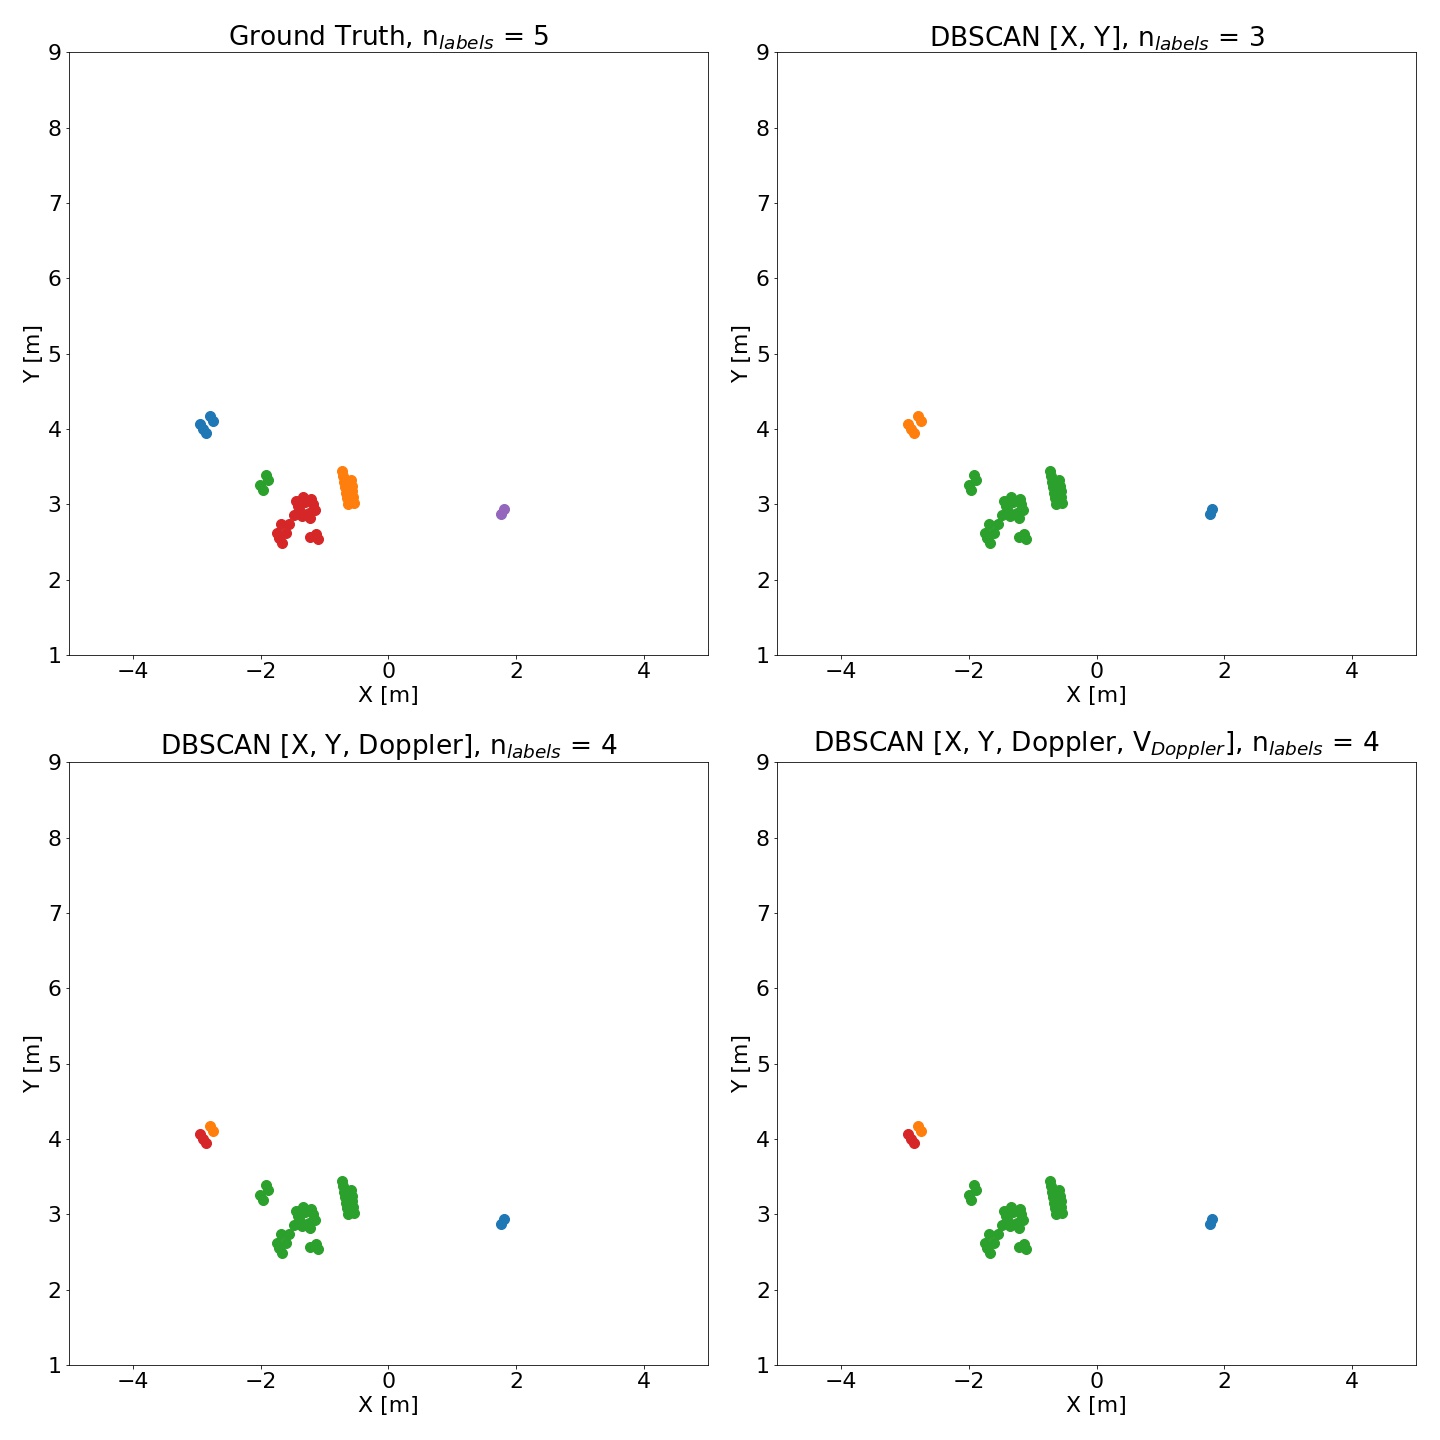 Ground Truth, n_labels = 5
9
8
7
6
5
4
3
2
1
Y [m]
−4 −2 0 2 4
X [m]
DBSCAN [X, Y], n_labels = 3
9
8
7
6
5
4
3
2
1
Y [m]
−4 −2 0 2 4
X [m]
DBSCAN [X, Y, Doppler], n_labels = 4
9
8
7
6
5
4
3
2
1
Y [m]
−4 −2 0 2 4
X [m]
DBSCAN [X, Y, Doppler, V_Doppler], n_labels = 4
9
8
7
6
5
4
3
2
1
Y [m]
−4 −2 0 2 4
X [m]